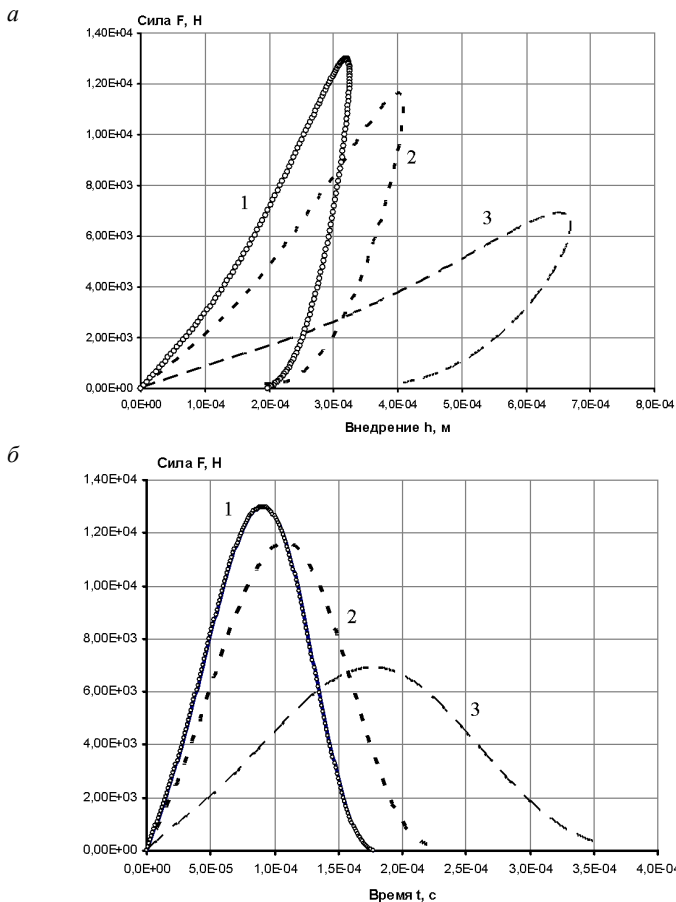 а
Сила F, Н
1,40E+04
1,20E+04
1,00E+04
2
1
8,00E+03
3
6,00E+03
4,00E+03
2,00E+03
0,00E+00
0,0E+00 1,0E-04 2,0E-04 3,0E-04 4,0E-04 5,0E-04 6,0E-04 7,0E-04 8,0E-04
Внедрение h, м
б
Сила F, Н
1,40E+04
1
1,20E+04
1,00E+04
2
8,00E+03
6,00E+03
3
4,00E+03
2,00E+03
0,00E+00
0,0E+00 5,0E-05 1,0E-04 1,5E-04 2,0E-04 2,5E-04 3,0E-04 3,5E-04 4,0E-04
Время t, с